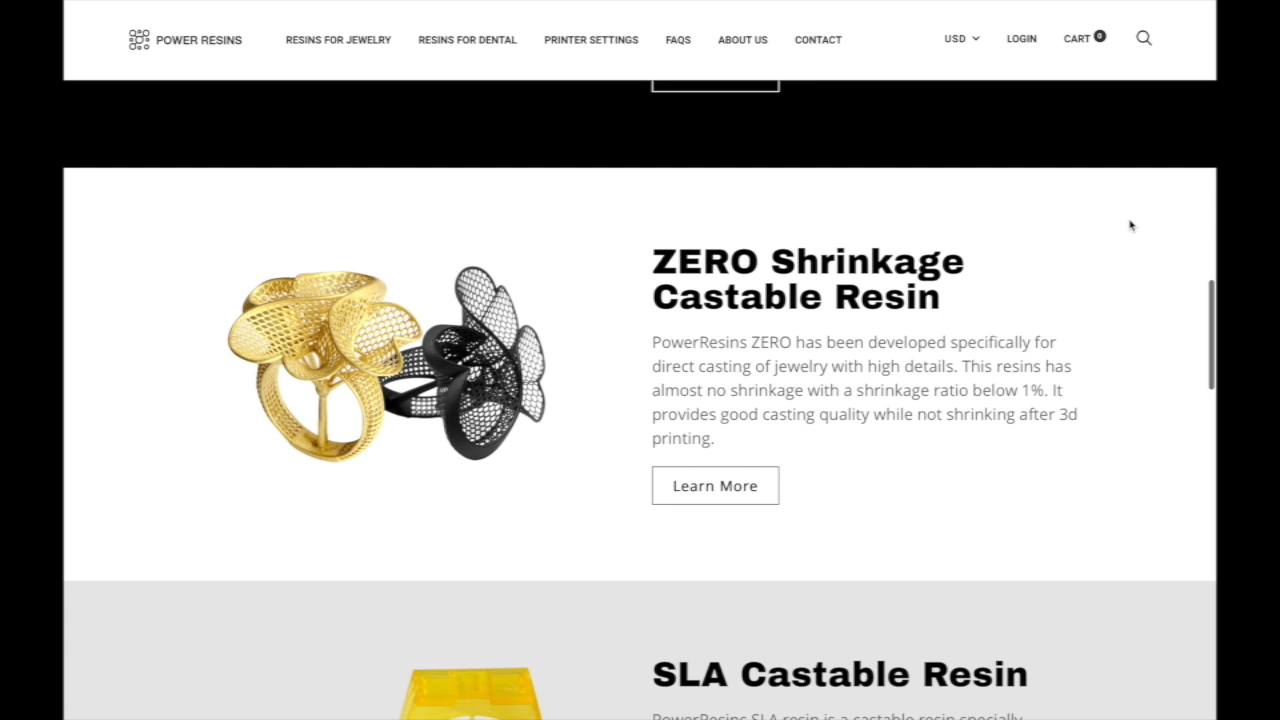 POWER RESINS
RESINS FOR JEWELRY
RESINS FOR DENTAL
PRINTER SETTINGS
FAQS
ABOUT US
CONTACT
USD
LOGIN
CART 0
ZERO Shrinkage
Castable Resin
PowerResins ZERO has been developed specifically for
direct casting of jewelry with high details. This resins has
almost no shrinkage with a shrinkage ratio below 1%. It
provides good casting quality while not shrinking after 3d
printing.
Learn More
SLA Castable Resin
PowerResins SLA resin is a castable resin specially